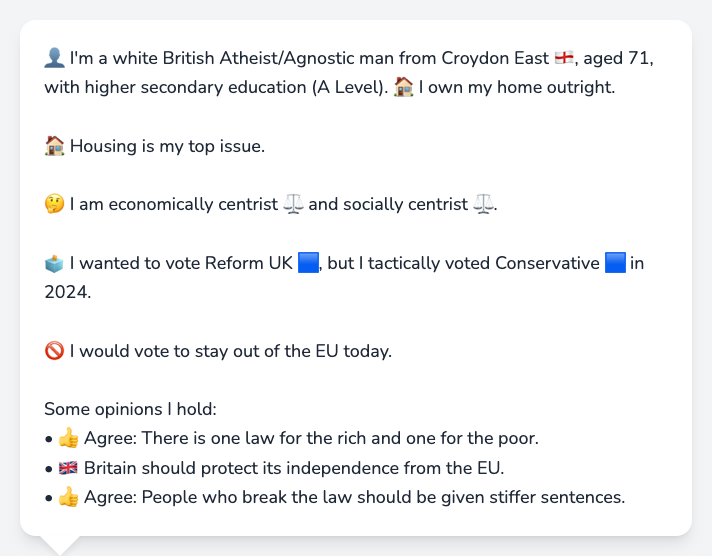 👤 I'm a white British Atheist/Agnostic man from Croydon East 🏴󠁧󠁢󠁥󠁮󠁧󠁿, aged 71,
with higher secondary education (A Level). 🏠 I own my home outright.
🏠 Housing is my top issue.
🤔 I am economically centrist ⚖️ and socially centrist ⚖️.
🗳️ I wanted to vote Reform UK 🟦, but I tactically voted Conservative 🟦 in
2024.
🚫 I would vote to stay out of the EU today.
Some opinions I hold:
• 👍 Agree: There is one law for the rich and one for the poor.
• 🇬🇧 Britain should protect its independence from the EU.
• 👍 Agree: People who break the law should be given stiffer sentences.